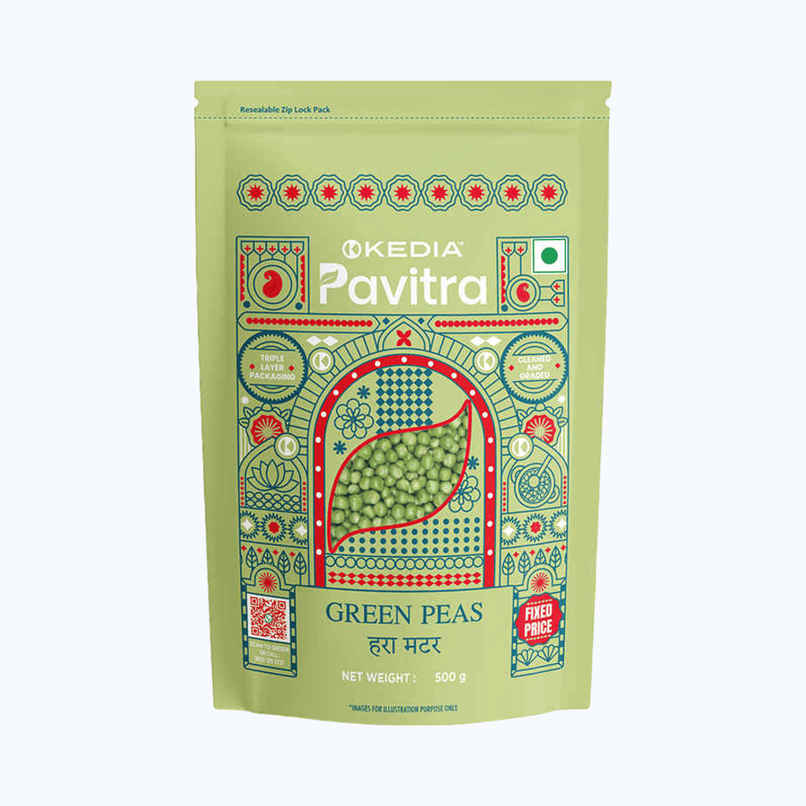 Resealable Zip Lock Pack
KEDIA™
Pavitra
TRIPLE
LAYER
PACKAGING
CLEANED
AND
GRADED
GREEN PEAS
हरा मटर
FIXED
PRICE
NET WEIGHT : 500 g
*IMAGES FOR ILLUSTRATION PURPOSE ONLY